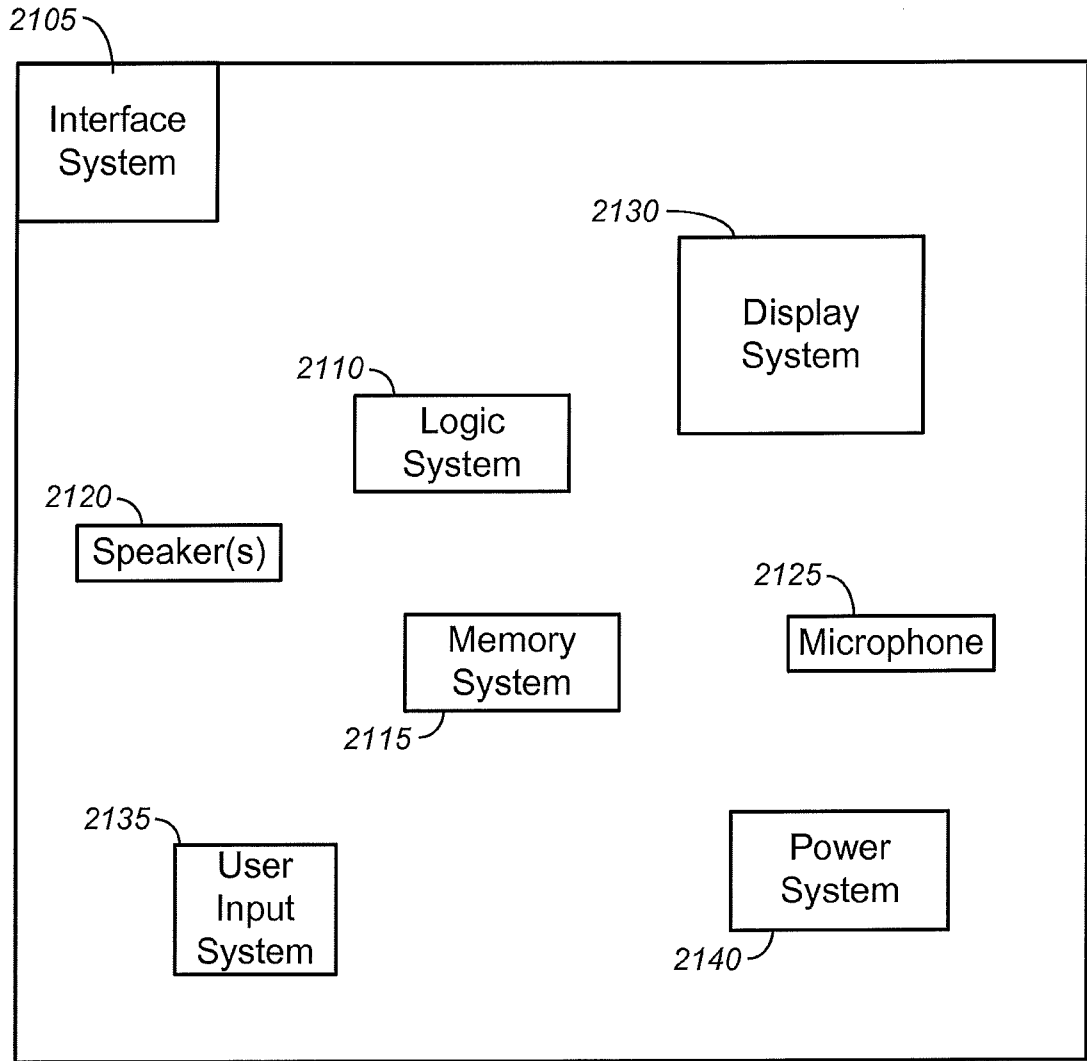 2105
Interface
System
2130
Display
System
2110
Logic
System
2120
Speaker(s)
2125
Microphone
Memory
System
2115
2135
User
Input
System
Power
System
2140